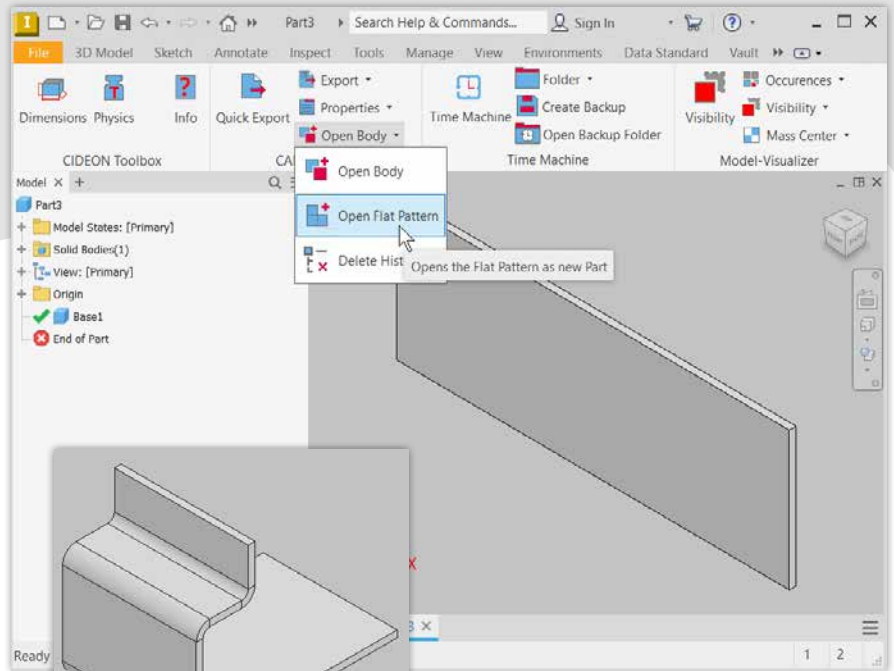 I
Part3
Search Help & Commands...
Sign In
?
File 3D Model Sketch Annotate Inspect Tools Manage View Environments Data Standard Vault
Dimensions Physics
? Info
Quick Export
Export
Properties
Open Body
Time Machine
Folder
Create Backup
Open Backup Folder
Visibility
Occurences
Visibility
Mass Center
CIDEON Toolbox
CA
Time Machine
Model-Visualizer
Open Body
Open Flat Pattern
Delete Hist
Opens the Flat Pattern as new Part
Model × +
Part3
Model States: [Primary]
Solid Bodies(1)
View: [Primary]
Origin
Base1
End of Part
X
Ready
1 2